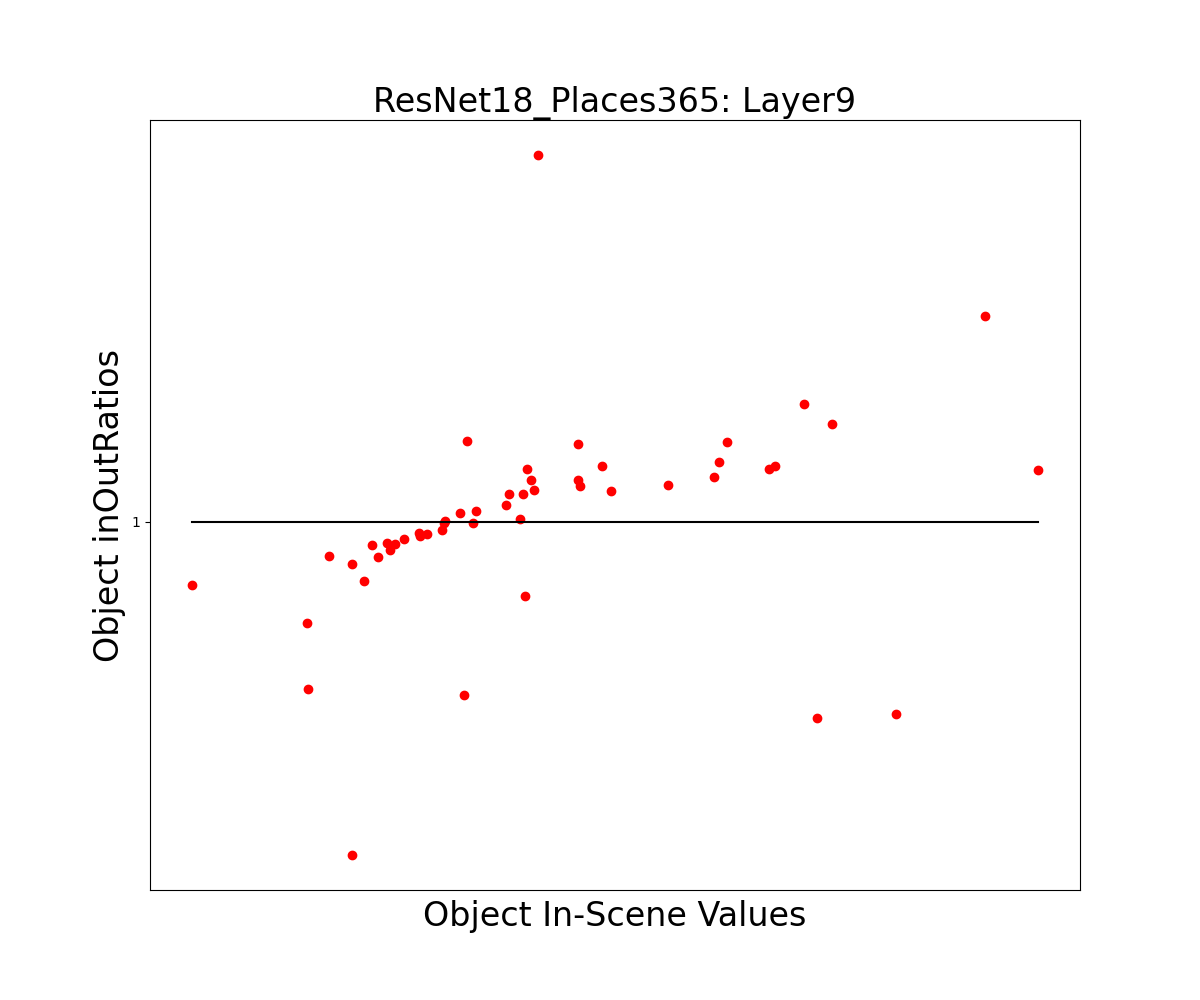 ResNet18_Places365: Layer9
Object inOutRatios
1
Object In-Scene Values